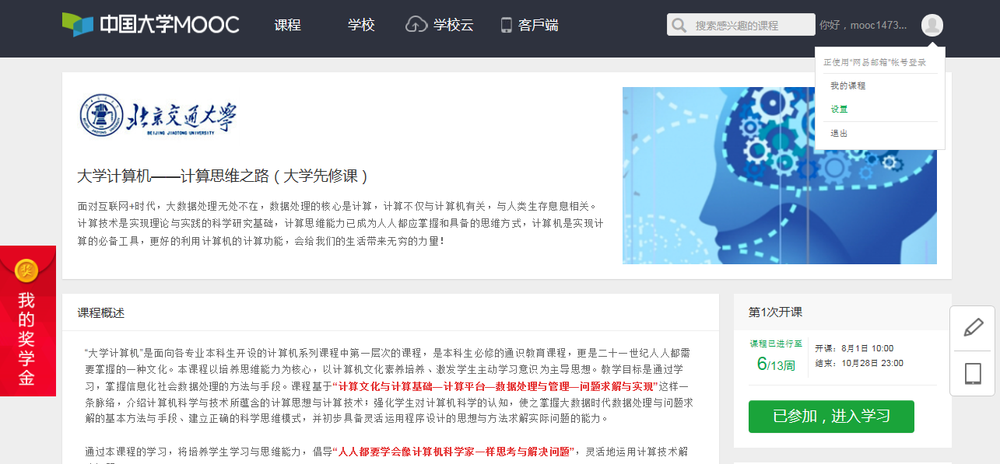 中国大学MOOC
课程
学校
学校云
客戶端
搜索感兴趣的课程
你好，mooc1473...
正使用“网易邮箱”帐号登录
我的课程
设置
退出
北京交通大学
BEIJING JIAOTONG UNIVERSITY
大学计算机——计算思维之路（大学先修课）
面对互联网+时代，大数据处理无处不在，数据处理的核心是计算，计算不仅与计算机有关，与人类生存息息相关。
计算技术是实现理论与实践的科学研究基础，计算思维能力已成为人人都应掌握和具备的思维方式，计算机是实现计
算的必备工具，更好的利用计算机的计算功能，会给我们的生活带来无穷的力量！
奖
我的奖学金
课程概述
“大学计算机”是面向各专业本科生开设的计算机系列课程中第一层次的课程，是本科生必修的通识教育课程，更是二十一世纪人人都需
要掌握的一种文化。本课程以培养思维能力为核心，以计算机文化素养培养、激发学生主动学习意识为主导思想。教学目标是通过学
习，掌握信息化社会数据处理的方法与手段。课程基于“计算文化与计算基础—计算平台—数据处理与管理—问题求解与实现”这样一
条脉络，介绍计算机科学与技术所蕴含的计算思想与计算技术；强化学生对计算机科学的认知，使之掌握大数据时代数据处理与问题求
解的基本方法与手段、建立正确的科学思维模式，并初步具备灵活运用程序设计的思想与方法求解实际问题的能力。
通过本课程的学习，将培养学生学习与思维能力，倡导“人人都要学会像计算机科学家一样思考与解决问题”，灵活地运用计算技术解
第1次开课
课程已进行至
6/13周
开课：8月1日 10:00
结束：10月28日 23:00
已参加，进入学习